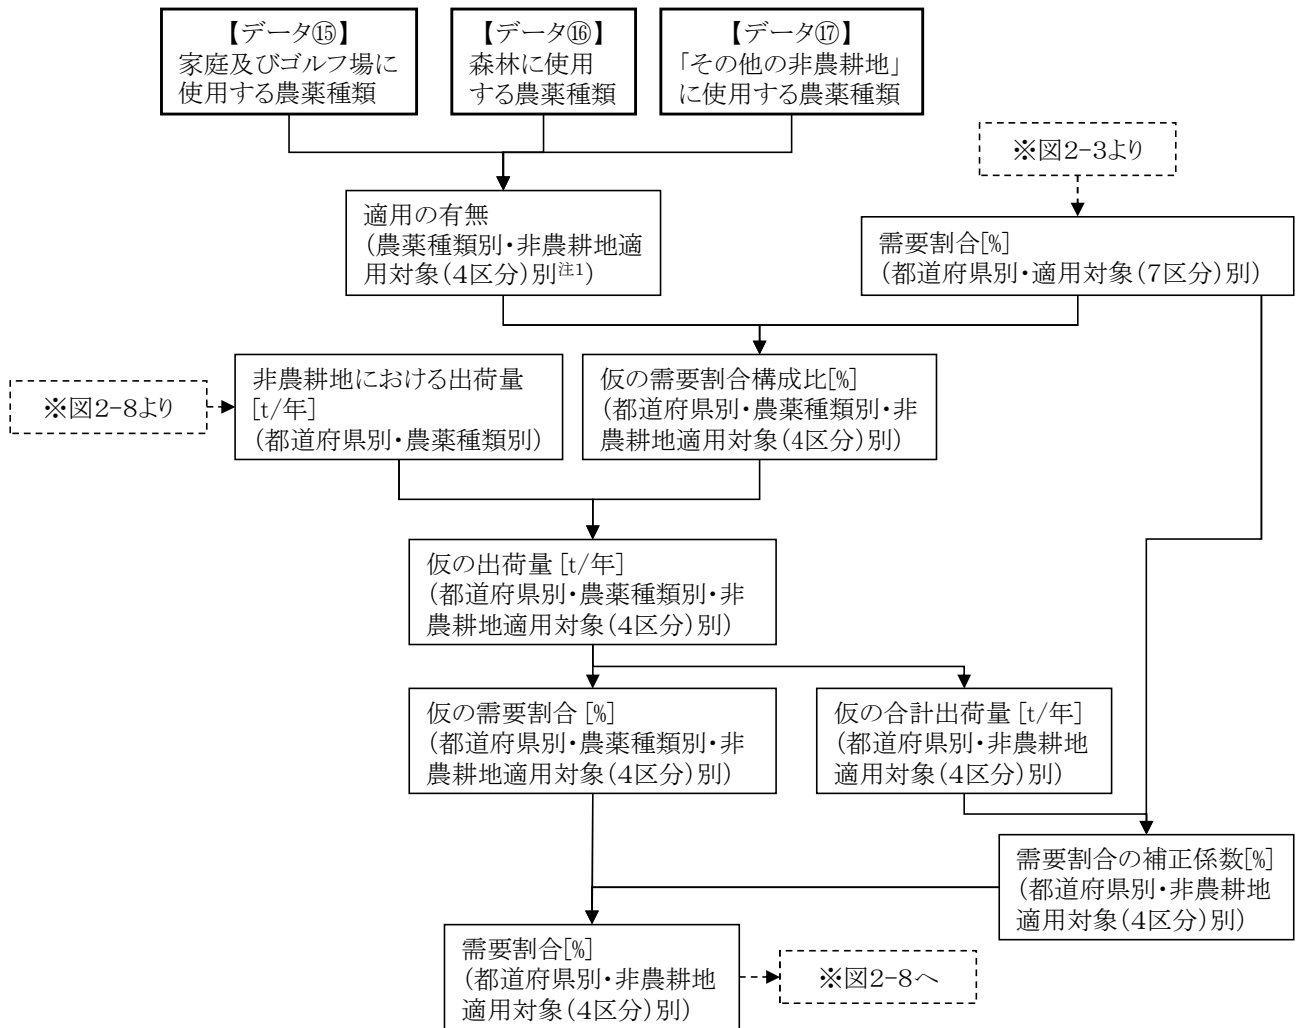 【データ⑮】
家庭及びゴルフ場に
使用する農薬種類
【データ⑯】
森林に使用
する農薬種類
【データ⑰】
「その他の非農耕地」
に使用する農薬種類
※図2-3より
適用の有無
(農薬種類別・非農耕地適
用対象(4区分)別注1)
需要割合[%]
(都道府県別・適用対象(7区分)別)
※図2-8より
非農耕地における出荷量
[t/年]
(都道府県別・農薬種類別)
仮の需要割合構成比[%]
(都道府県別・農薬種類別・非
農耕地適用対象(4区分)別)
仮の出荷量 [t/年]
(都道府県別・農薬種類別・非
農耕地適用対象(4区分)別)
仮の需要割合 [%]
(都道府県別・農薬種類別・非
農耕地適用対象(4区分)別)
仮の合計出荷量 [t/年]
(都道府県別・非農耕地
適用対象(4区分)別)
需要割合の補正係数[%]
(都道府県別・非農耕地
適用対象(4区分)別)
需要割合[%]
(都道府県別・非農耕地
適用対象(4区分)別)
※図2-8へ